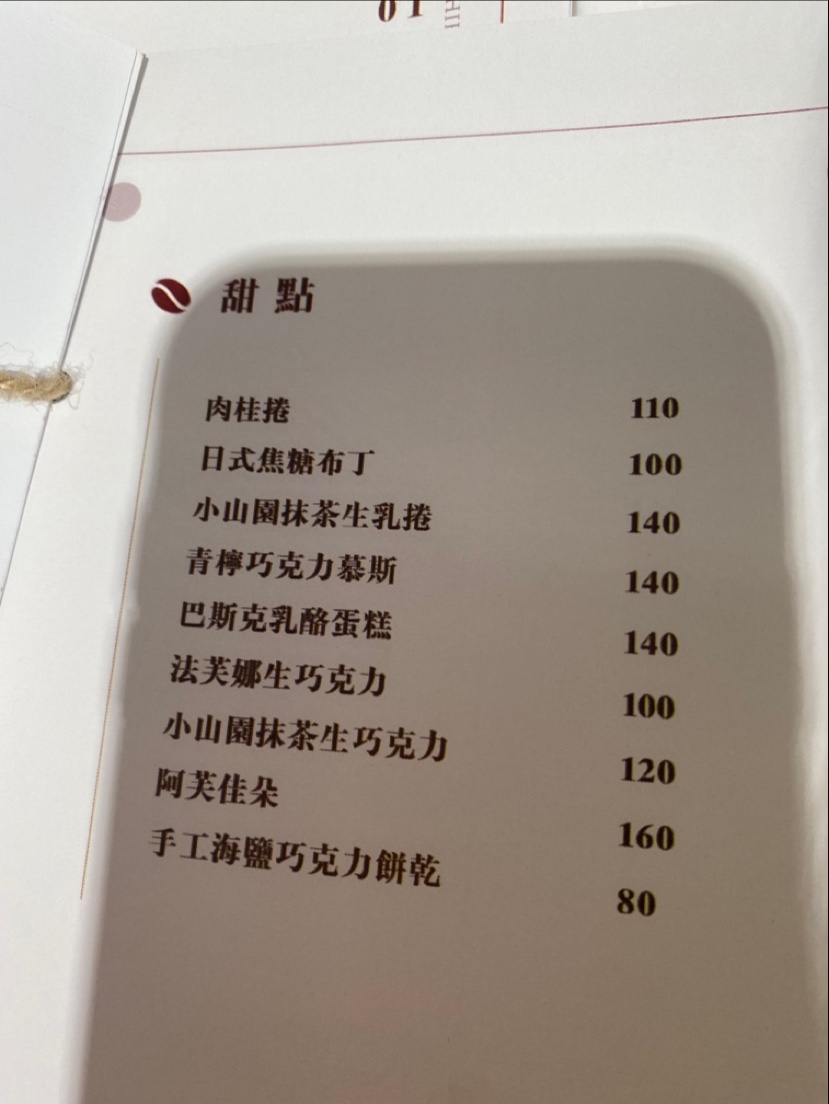 01
甜點
肉桂捲 110
日式焦糖布丁 100
小山園抹茶生乳捲 140
青檸巧克力慕斯 140
巴斯克乳酪蛋糕 140
法芙娜生巧克力 100
小山園抹茶生巧克力 120
阿芙佳朵 160
手工海鹽巧克力餅乾 80